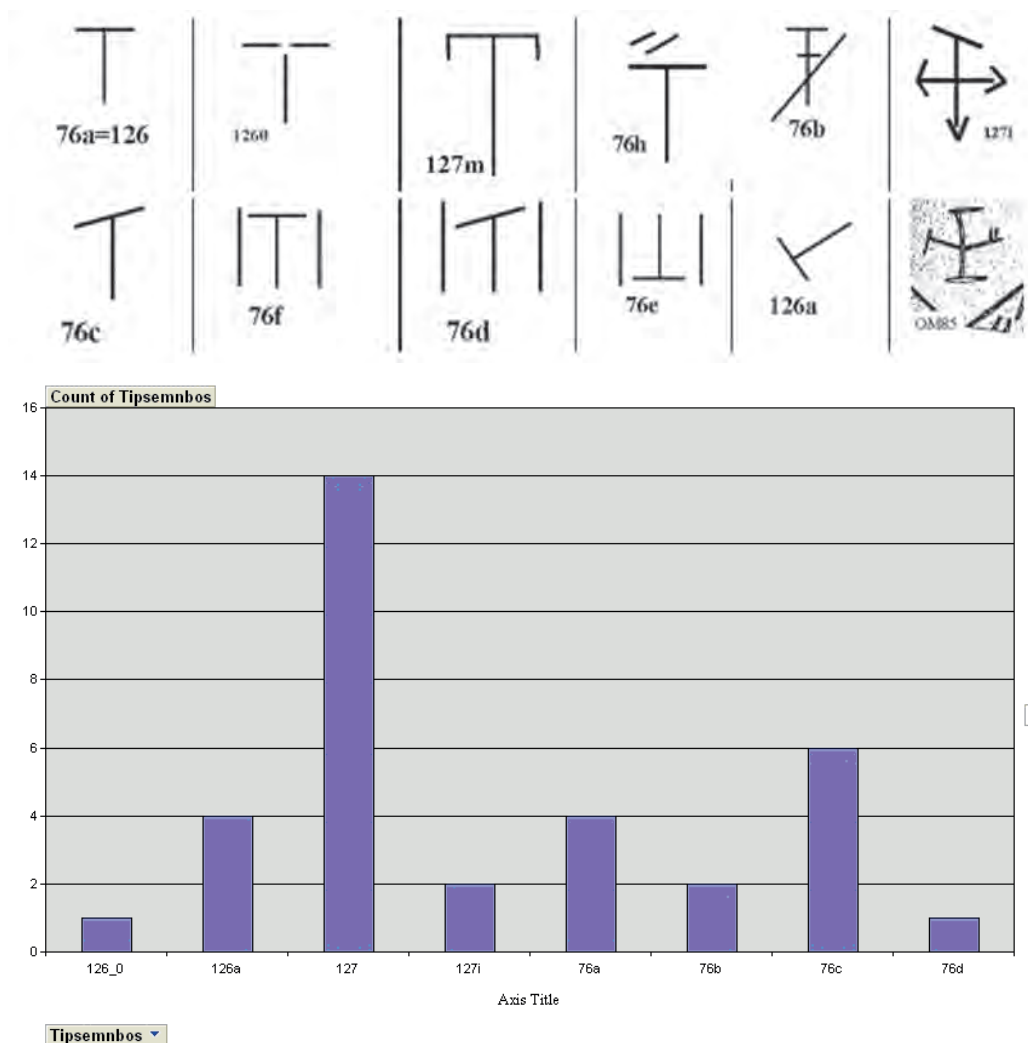 76a=126
1260
127m
76h
76b
127i
76c
76f
76d
76e
126a
OM85
Count of Tipsemnbos
16
14
12
10
8
6
4
2
0
126_0 126a 127 127i 76a 76b 76c 76d
Axis Title
Tipsemnbos